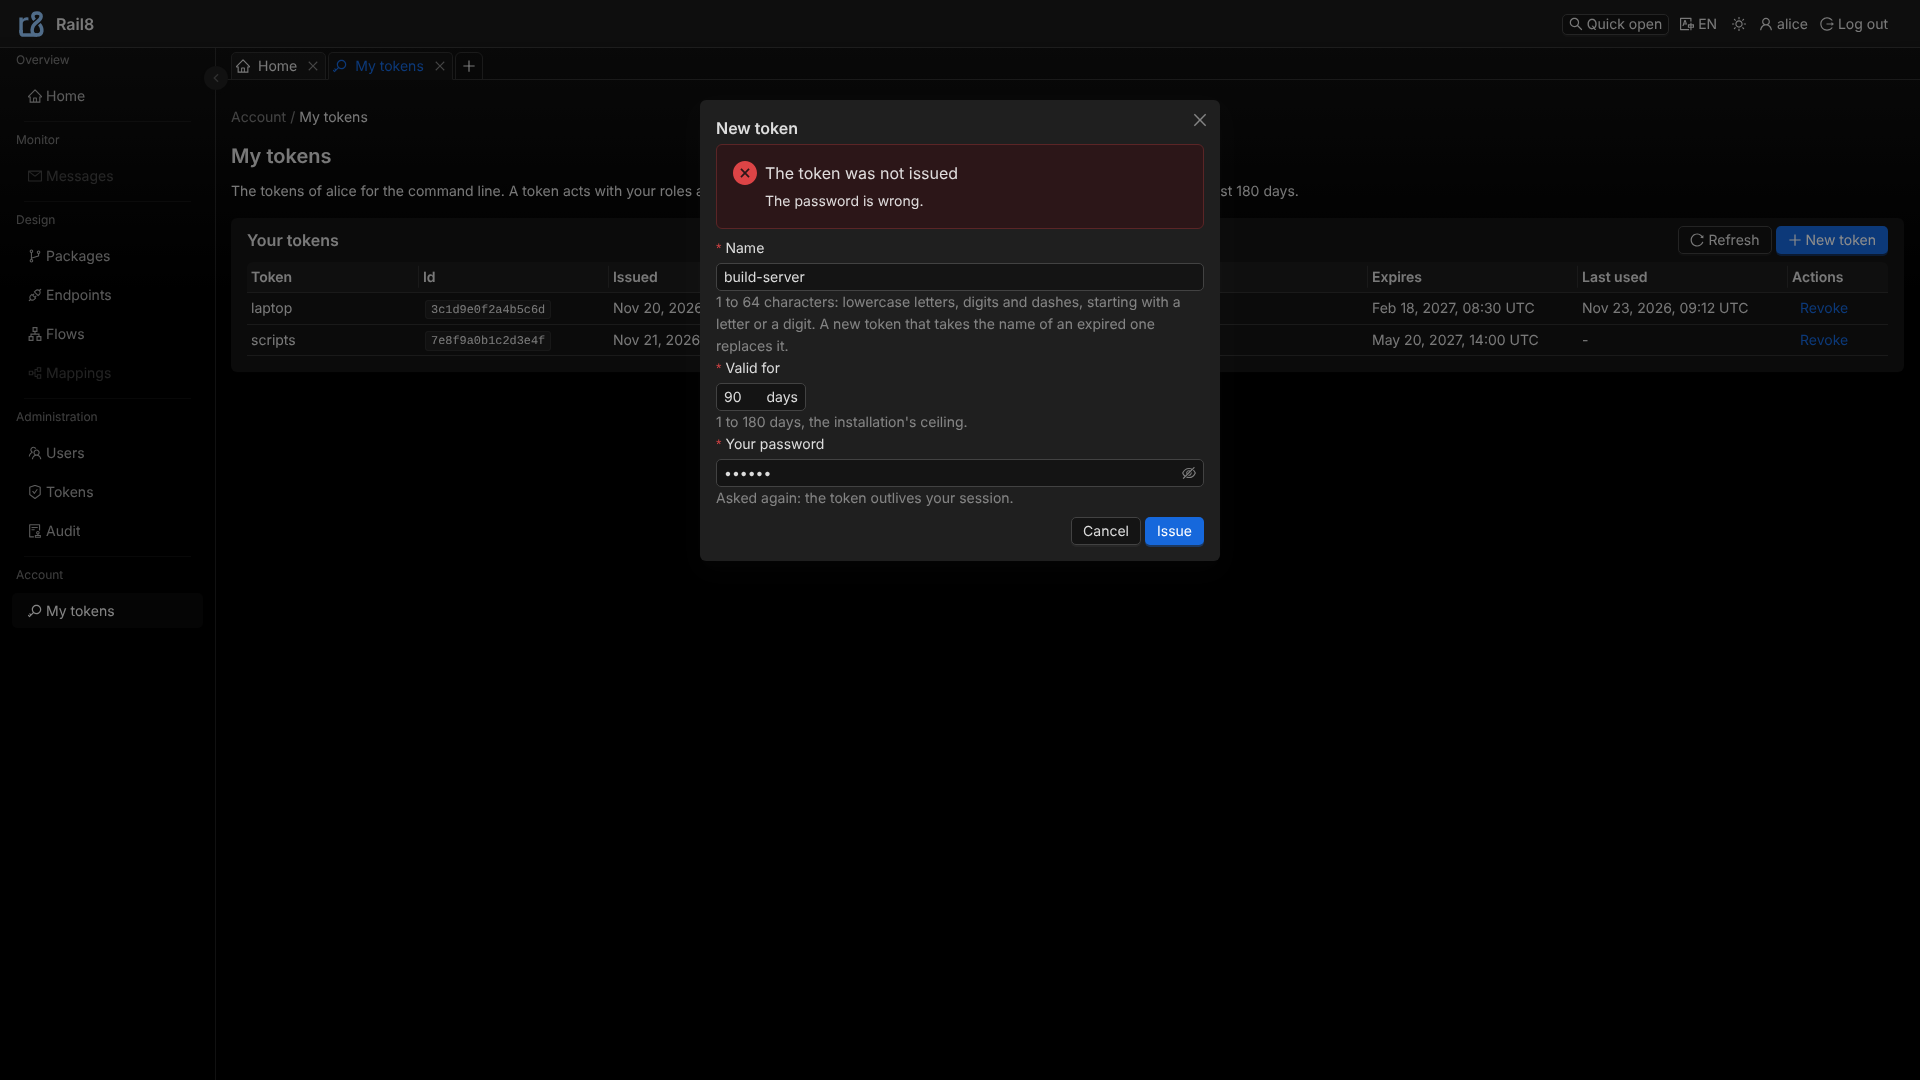 Rail8
Quick open
EN
alice
Log out
Overview
Home
Monitor
Messages
Design
Packages
Endpoints
Flows
Mappings
Administration
Users
Tokens
Audit
Account
My tokens
Home
My tokens
Account / My tokens
My tokens
The tokens of alice for the command line. A token acts with your roles a
st 180 days.
Your tokens
Refresh
New token
Token Id Issued Expires Last used Actions
laptop 3c1d9e0f2a4b5c6d Nov 20, 2026 Feb 18, 2027, 08:30 UTC Nov 23, 2026, 09:12 UTC Revoke
scripts 7e8f9a0b1c2d3e4f Nov 21, 2026 May 20, 2027, 14:00 UTC - Revoke
New token
The token was not issued
The password is wrong.
* Name
build-server
1 to 64 characters: lowercase letters, digits and dashes, starting with a
letter or a digit. A new token that takes the name of an expired one
replaces it.
* Valid for
90 days
1 to 180 days, the installation's ceiling.
* Your password
••••••
Asked again: the token outlives your session.
Cancel
Issue